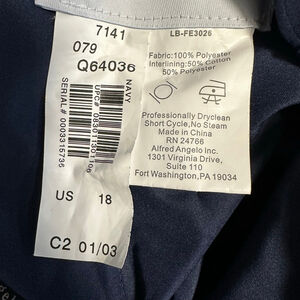 7141
079
Q64036
NAVY
SERIAL# 0003315736
US 18
C2 01/03
LB-FE3026
Fabric:100% Polyester
Interlining:50% Cotton
50% Polyester
Professionally Dryclean
Short Cycle,No Steam
Made in China
RN 24766
Alfred Angelo Inc.
1301 Virginia Drive,
Suite 110
Fort Washington,PA 19034